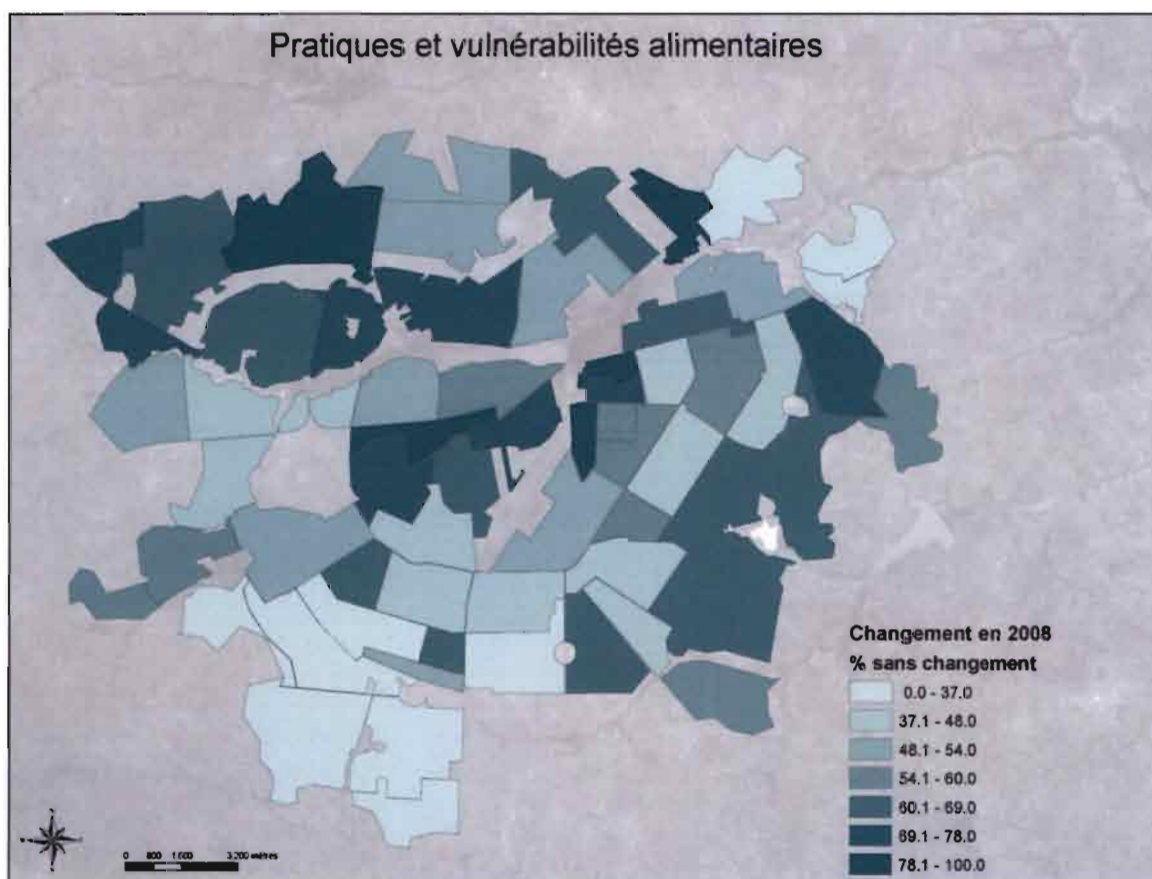 Pratiques et vulnérabilités alimentaires
Changement en 2008
% sans changement
0.0 - 37.0
37.1 - 48.0
48.1 - 54.0
54.1 - 60.0
60.1 - 69.0
69.1 - 78.0
78.1 - 100.0
0 800 1.600 3.200 mètres